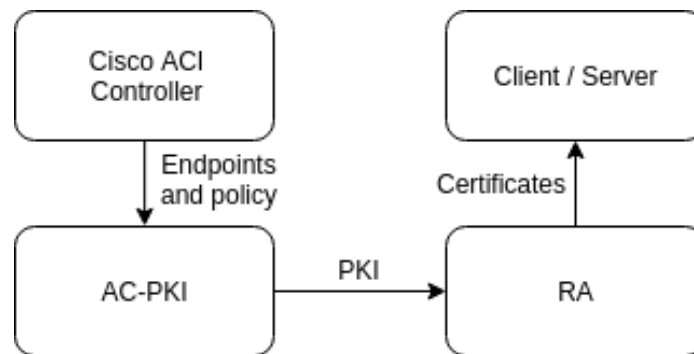 Cisco ACI
Controller
Client / Server
Endpoints
and policy
Certificates
AC-PKI
PKI
RA